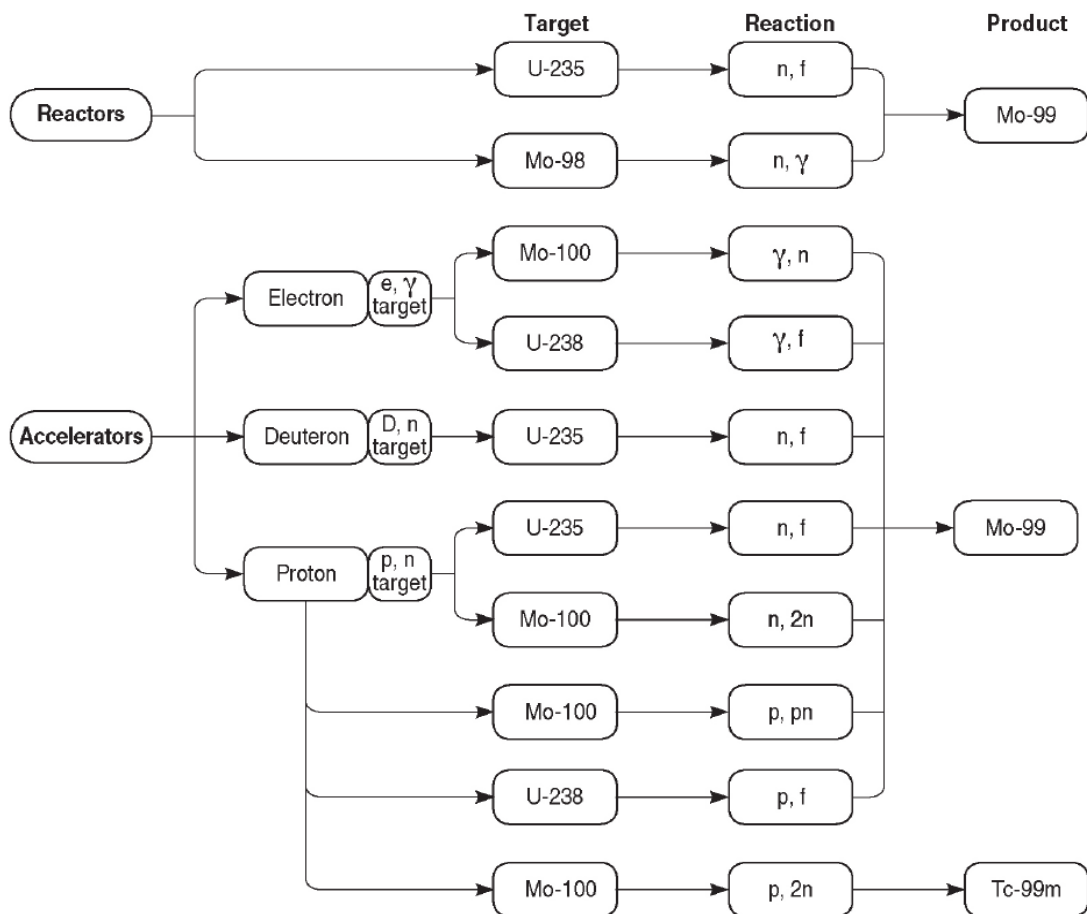 Target Reaction Product
U-235 n, f
Reactors Mo-99
Mo-98 n, γ
Mo-100 γ, n
Electron e, γ
target
U-238 γ, f
Accelerators Deuteron D, n
target U-235 n, f
U-235 n, f Mo-99
Proton p, n
target
Mo-100 n, 2n
Mo-100 p, pn
U-238 p, f
Mo-100 p, 2n Tc-99m